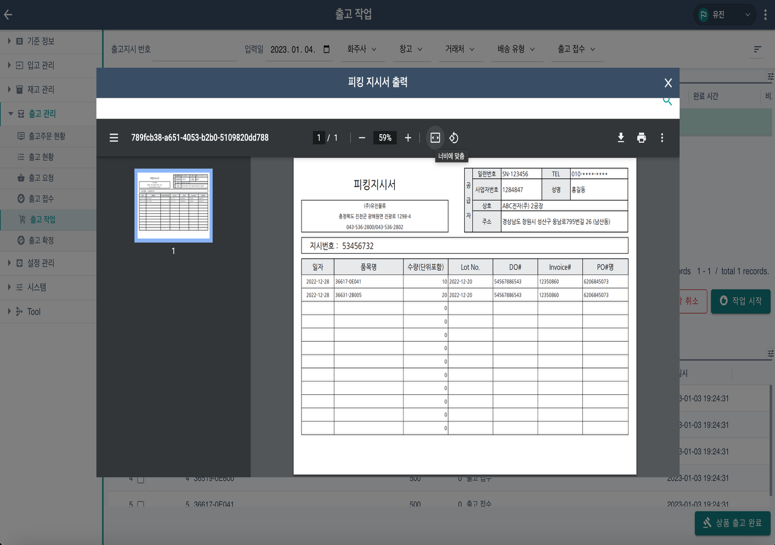 출고 작업
유진
기준 정보
입고 관리
재고 관리
출고 관리
출고주문 현황
출고 현황
출고 요청
출고 접수
출고 작업
출고 확정
설정 관리
시스템
Tool
출고지시 번호 입력일 2023. 01. 04. 화주사 창고 거래처 배송 유형 출고 접수
완료 시간
피킹 지시서 출력 X
789fcb38-a651-4053-b2b0-5109820dd788 1 / 1 − 59% +
너비에 맞춤
1
피킹지시서
(주)유진물류
043-536-2800/043-536-2802
공급자
일련번호 SN-123456 TEL 010-****-****
사업자번호 1284847 성명 홍길동
상호 ABC전자(주) 2공장
주소 경상남도 창원시 성산구 웅남로795번길 26 (남산동)
지시번호 : 53456732
일자 품목명 수량(단위포함) Lot No. DO# Invoice# PO#명
2022-12-28 36617-0E041 10 2022-12-20 54567886543 12350860 6206845073
2022-12-28 36631-2B005 20 2022-12-20 54567886543 12350860 6206845073
0
0
0
0
0
0
0
0
0
0
rds 1-1 / total 1 records.
취소
작업 시작
3-01-03 19:24:31
3-01-03 19:24:31
3-01-03 19:24:31
4 4 36519-0E600 500 0 출고 접수 2023-01-03 19:24:31
5 5 36617-0E041 500 0 출고 접수 2023-01-03 19:24:31
상품 출고 완료